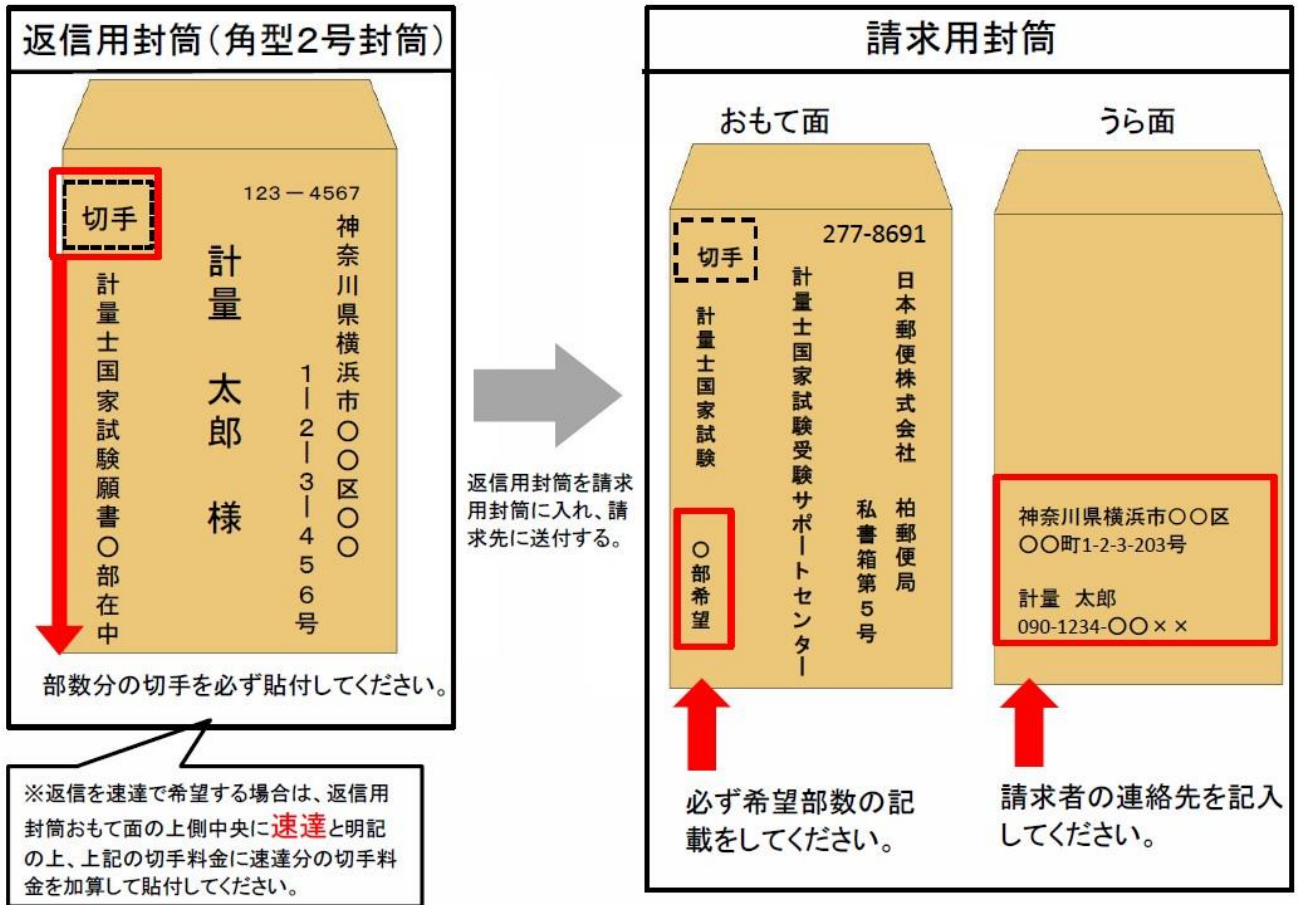 返信用封筒(角型2号封筒)
切手
123-4567
神奈川県横浜市〇〇区〇〇
1-2-3-456号
計量 太郎 様
計量士国家試験願書〇部在中
部数分の切手を必ず貼付してください。
※返信を速達で希望する場合は、返信用
封筒おもて面の上側中央に速達と明記
の上、上記の切手料金に速達分の切手料
金を加算して貼付してください。
返信用封筒を請求
用封筒に入れ、請
求先に送付する。
請求用封筒
おもて面
切手
277-8691
日本郵便株式会社 柏郵便局
私書箱第5号
計量士国家試験受験サポートセンター
計量士国家試験 〇部希望
必ず希望部数の記
載をしてください。
うら面
神奈川県横浜市〇〇区
〇〇町1-2-3-203号
計量 太郎
090-1234-〇〇××
請求者の連絡先を記入
してください。